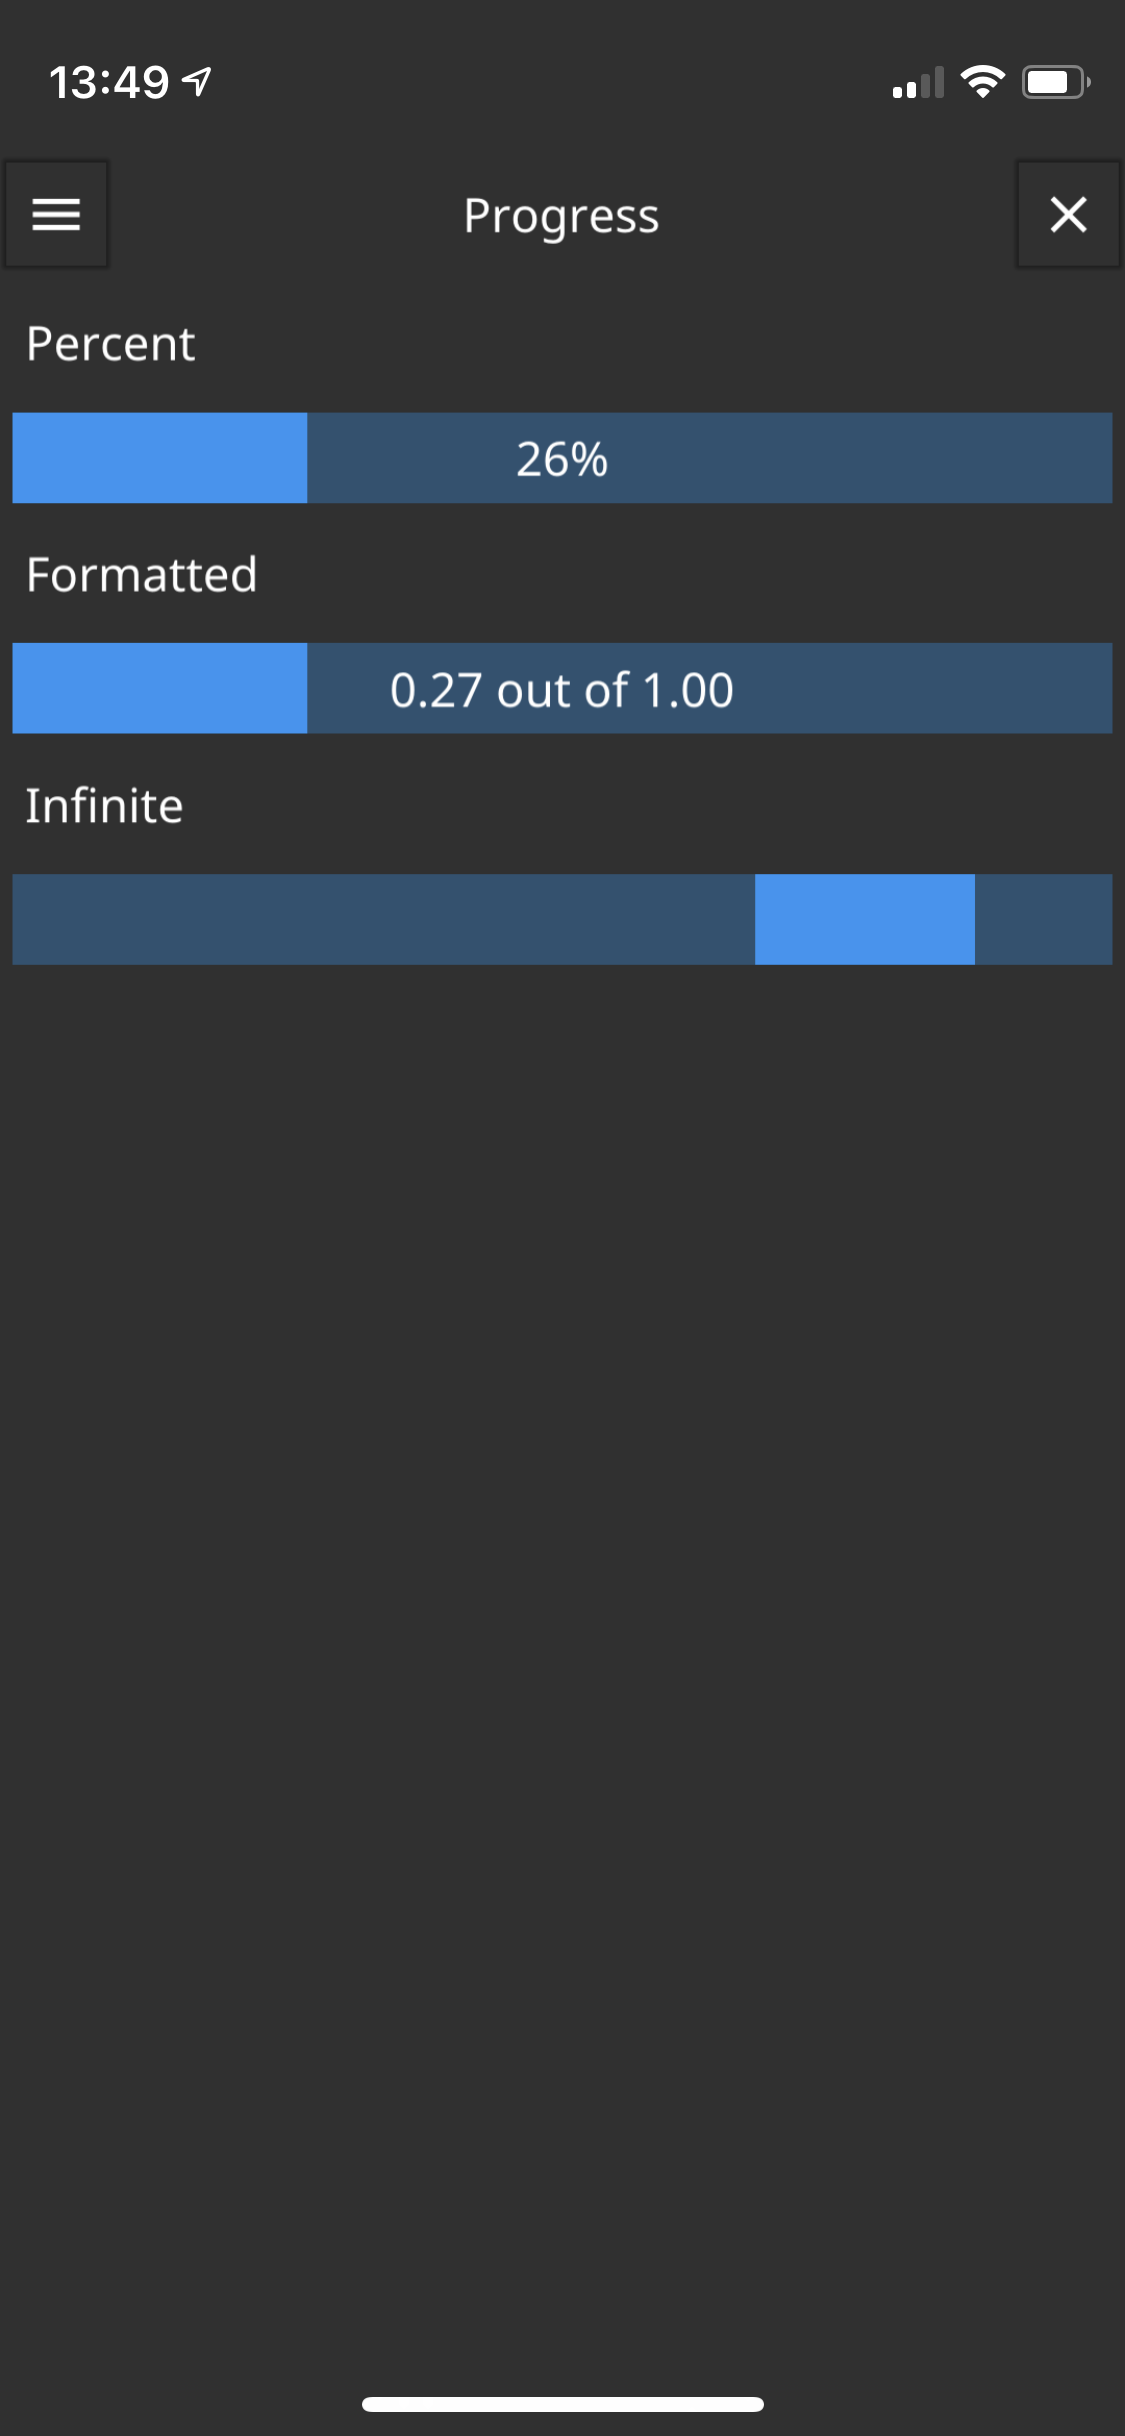 13:49
Progress
Percent
26%
Formatted
0.27 out of 1.00
Infinite